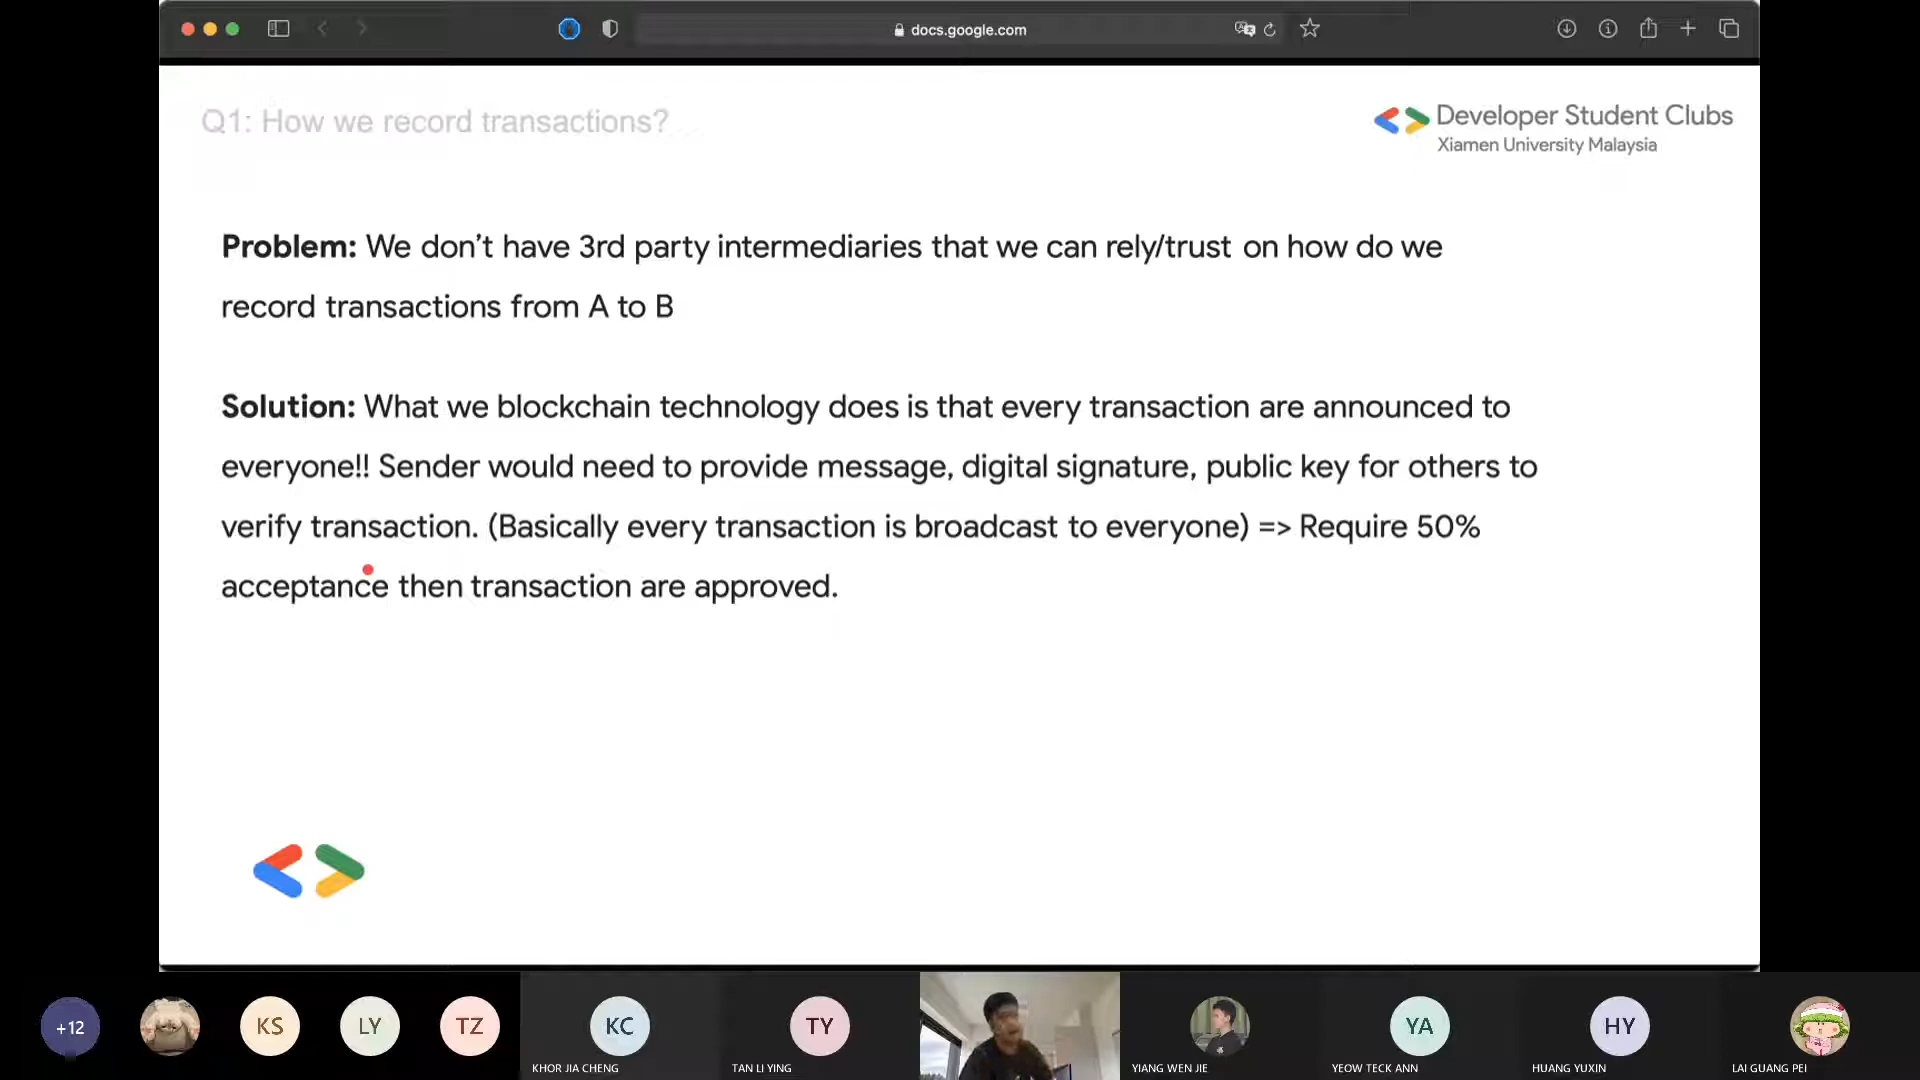 docs.google.com
Q1: How we record transactions?
Developer Student Clubs
Xiamen University Malaysia
Problem: We don't have 3rd party intermediaries that we can rely/trust on how do we
record transactions from A to B
Solution: What we blockchain technology does is that every transaction are announced to
everyone!! Sender would need to provide message, digital signature, public key for others to
verify transaction. (Basically every transaction is broadcast to everyone) => Require 50%
acceptance then transaction are approved.
+12
KS
LY
TZ
KC
TY
YA
HY
KHOR JIA CHENG
TAN LI YING
YIANG WEN JIE
YEOW TECK ANN
HUANG YUXIN
LAI GUANG PEI